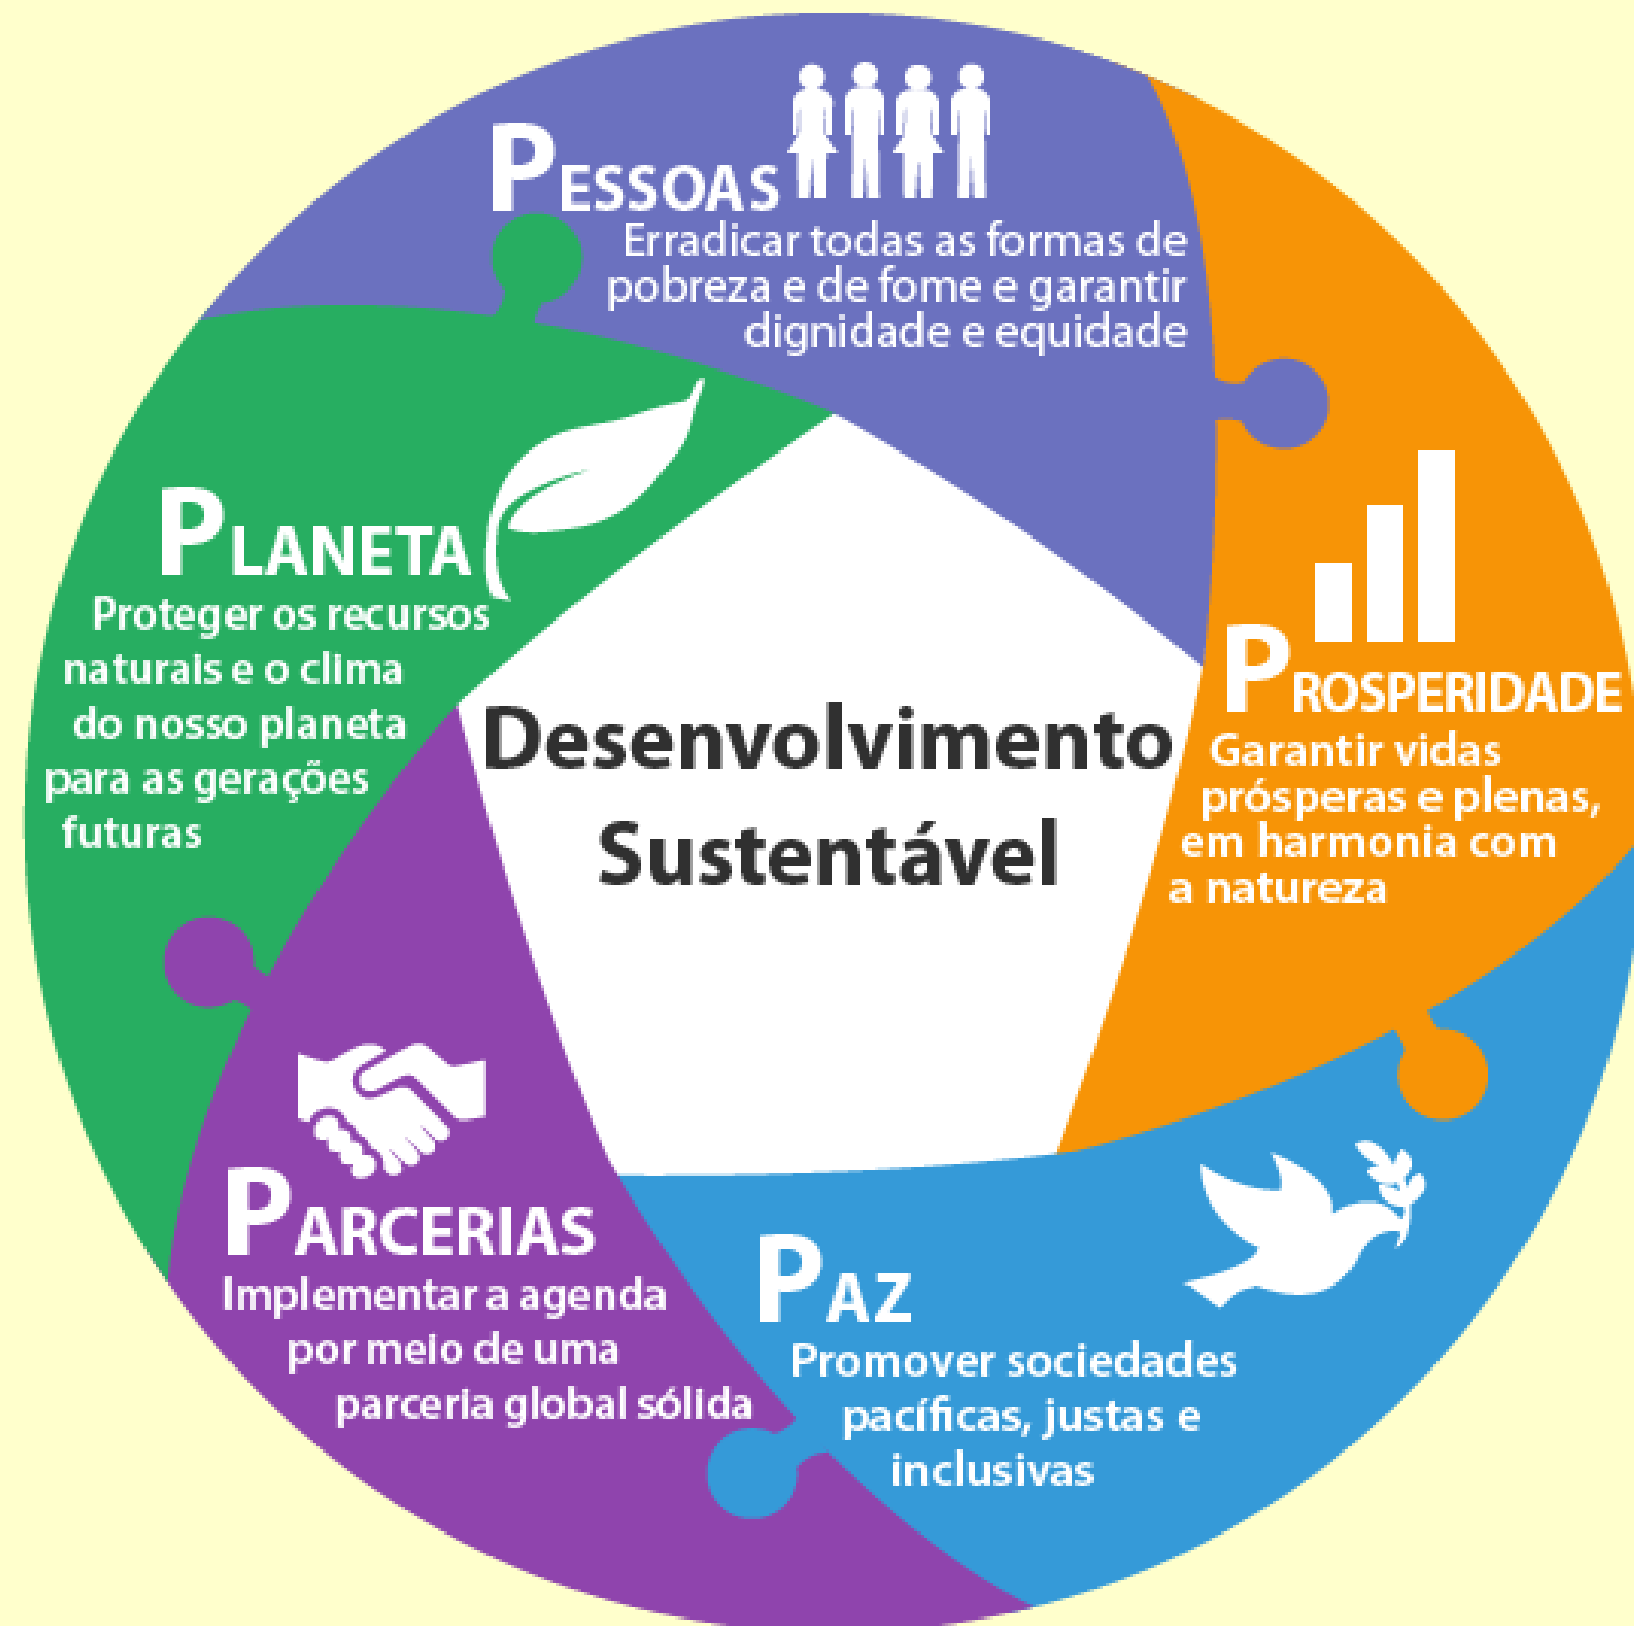 PESSOAS
Erradicar todas as formas de
pobreza e de fome e garantir
dignidade e equidade
PROSPERIDADE
Garantir vidas
prósperas e plenas,
em harmonia com
a natureza
PAZ
Promover sociedades
pacíficas, justas e
inclusivas
PARCERIAS
Implementar a agenda
por meio de uma
parceria global sólida
PLANETA
Proteger os recursos
naturais e o clima
do nosso planeta
para as gerações
futuras
Desenvolvimento
Sustentável